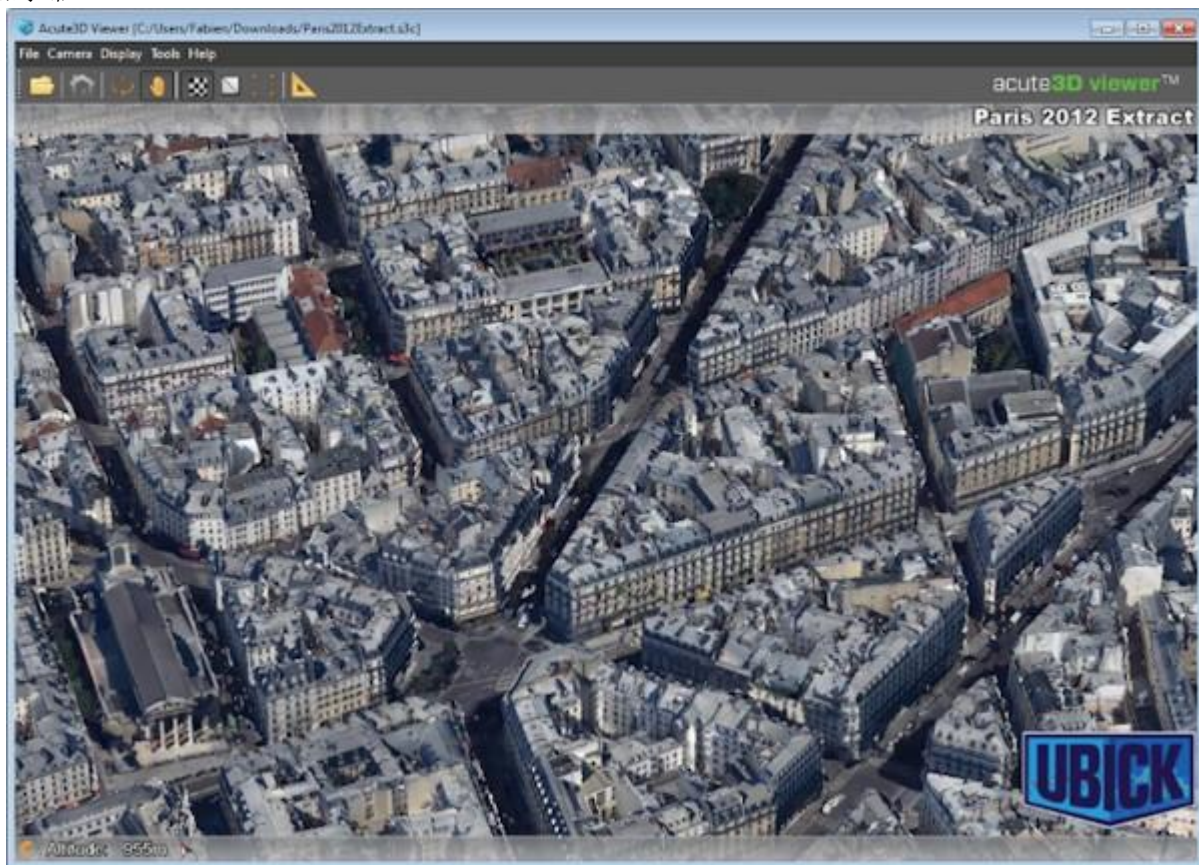 Acute3D Viewer [C:/Users/Fabien/Downloads/Paris2012Extract.s3c]
File Camera Display Tools Help
acute3D viewer™
Paris 2012 Extract
UBICK
Altitude: 955m